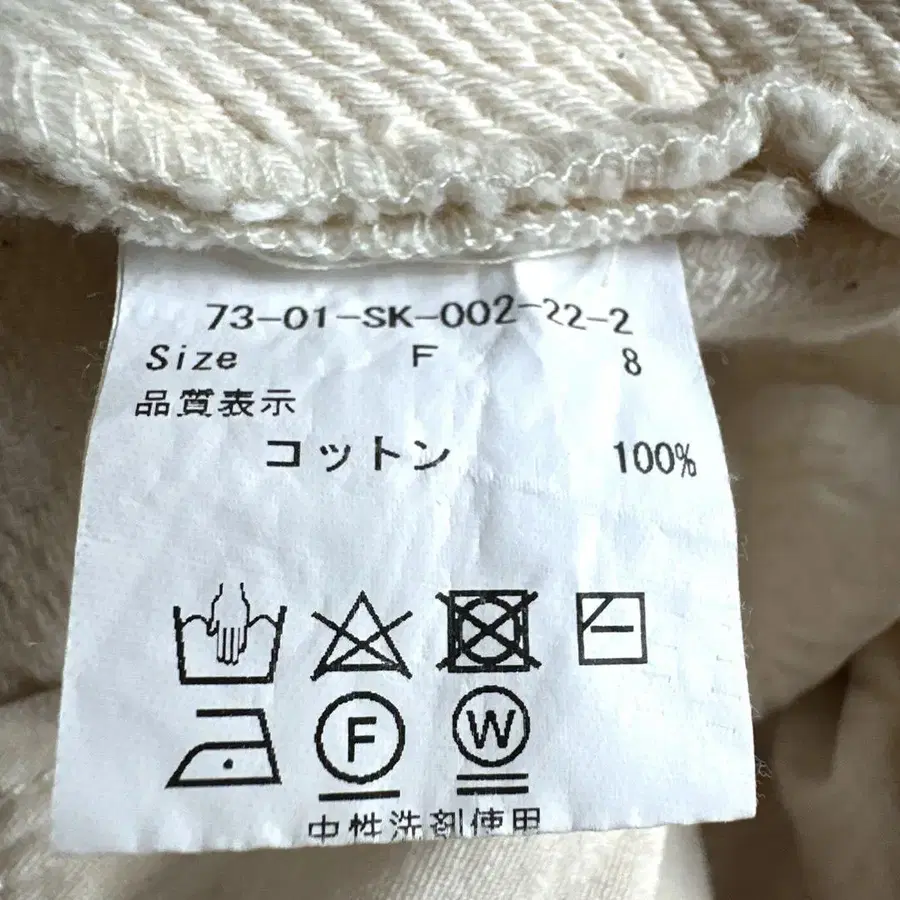 73-01-SK-002-22-2
Size F 8
品質表示
コットン 100%
F W
中性洗剤使用